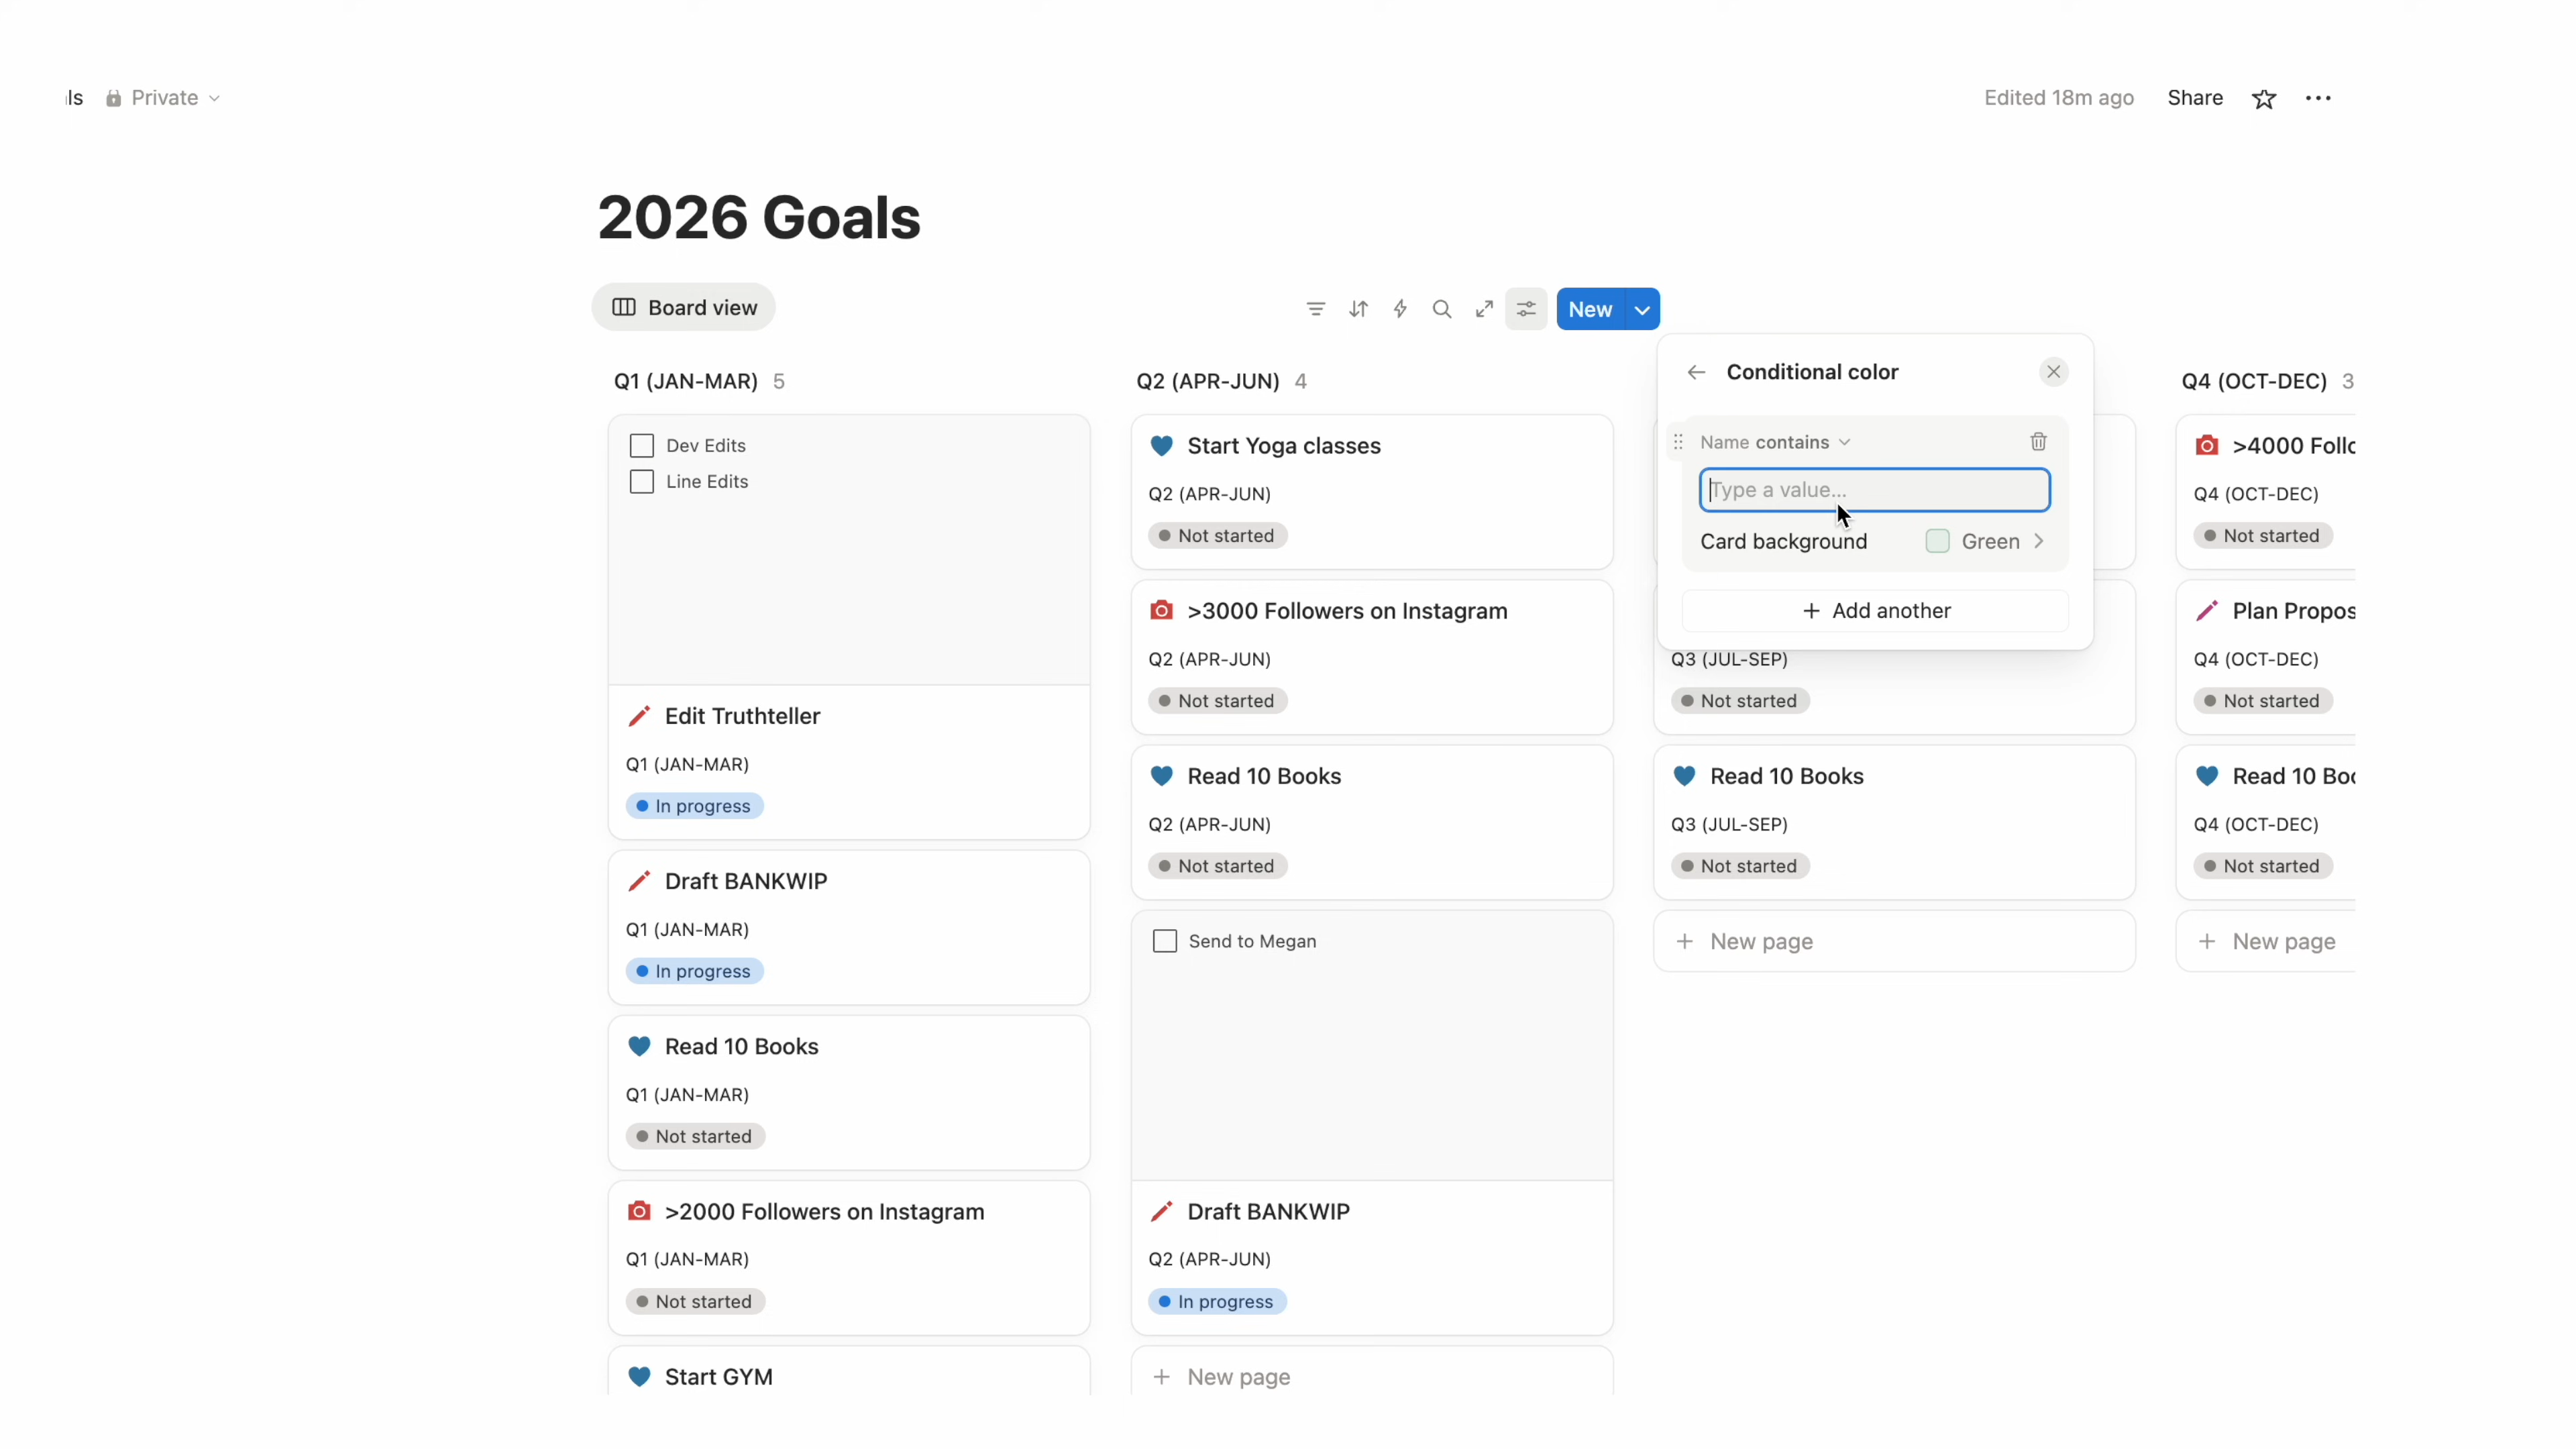 ls Private
Edited 18m ago Share
2026 Goals
Board view
New
Q1 (JAN-MAR) 5
Dev Edits
Line Edits
Edit Truthteller
Q1 (JAN-MAR)
In progress
Draft BANKWIP
Q1 (JAN-MAR)
In progress
Read 10 Books
Q1 (JAN-MAR)
Not started
>2000 Followers on Instagram
Q1 (JAN-MAR)
Not started
Start GYM
Q2 (APR-JUN) 4
Start Yoga classes
Q2 (APR-JUN)
Not started
>3000 Followers on Instagram
Q2 (APR-JUN)
Not started
Read 10 Books
Q2 (APR-JUN)
Not started
Send to Megan
Draft BANKWIP
Q2 (APR-JUN)
In progress
New page
Conditional color
Name contains
Type a value...
Card background Green
Add another
Q3 (JUL-SEP)
Not started
Read 10 Books
Q3 (JUL-SEP)
Not started
New page
Q4 (OCT-DEC) 3
>4000 Follo
Q4 (OCT-DEC)
Not started
Plan Propos
Q4 (OCT-DEC)
Not started
Read 10 Boo
Q4 (OCT-DEC)
Not started
New page